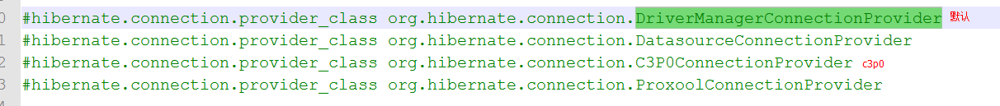 #hibernate.connection.provider_class org.hibernate.connection.DriverManagerConnectionProvider 默认
#hibernate.connection.provider_class org.hibernate.connection.DatasourceConnectionProvider
#hibernate.connection.provider_class org.hibernate.connection.C3P0ConnectionProvider c3p0
#hibernate.connection.provider_class org.hibernate.connection.ProxoolConnectionProvider